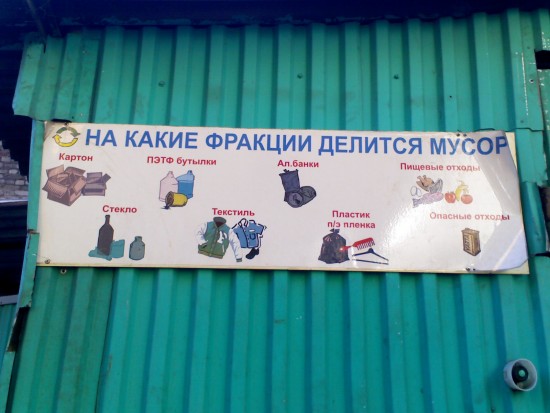 НА КАКИЕ ФРАКЦИИ ДЕЛИТСЯ МУСОР
Картон
ПЭТФ бутылки
Ал.банки
Пищевые отходы
Стекло
Текстиль
Пластик
п/э пленка
Опасные отходы